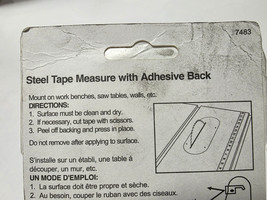 7483
Steel Tape Measure with Adhesive Back
Mount on work benches, saw tables, walls, etc.
DIRECTIONS:
1. Surface must be clean and dry.
2. If necessary, cut tape with scissors.
3. Peel off backing and press in place.
Do not remove after applying to surface.
S'installe sur un établi, une table à
découper, un mur, etc.
UN MODE D'EMPLOI:
1. La surface doit être propre et sèche.
2. Au besoin, couper le ruban avec des ciseaux.